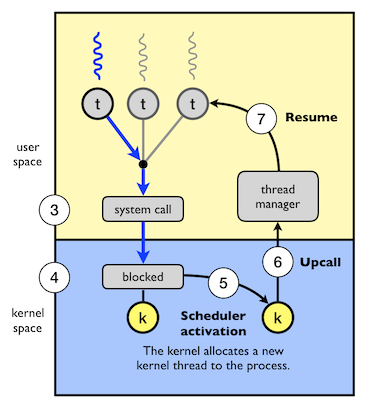 t
t
t
7
Resume
user
space
thread
manager
3
system call
6
Upcall
4
blocked
5
kernel
space
k
Scheduler
activation
k
The kernel allocates a new
kernel thread to the process.